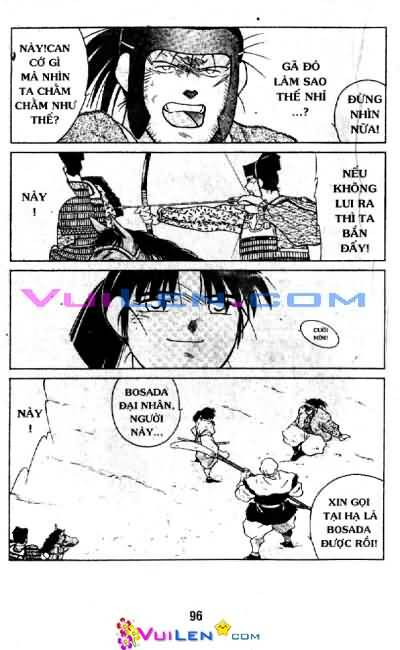 NÀY!CAN
CỚ GÌ
MÀ NHÌN
TA CHẰM
CHẰM NHƯ
THẾ?
GÃ ĐÓ
LÀM SAO
THẾ NHỈ
...?
ĐỪNG
NHÌN
NỮA!
NÀY
!
NẾU
KHÔNG
LUI RA
THÌ TA
BẮN
ĐẤY!
VUILEN.COM
CƯỜI
MỈM!
NÀY
!
BOSADA
ĐẠI NHÂN,
NGƯỜI
NÀY...
XIN GỌI
TẠI HẠ LÀ
BOSADA
ĐƯỢC RỒI!
96
VUILEN.COM